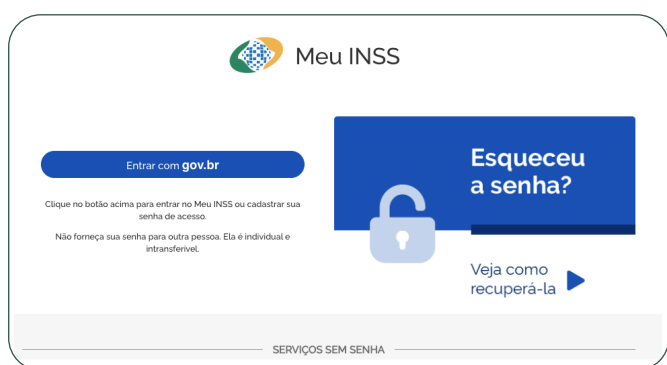 Meu INSS
Entrar com gov.br
Clique no botão acima para entrar no Meu INSS ou cadastrar sua
senha de acesso.
Não forneça sua senha para outra pessoa. Ela é individual e
intransferível.
Esqueceu
a senha?
Veja como
recuperá-la
SERVIÇOS SEM SENHA